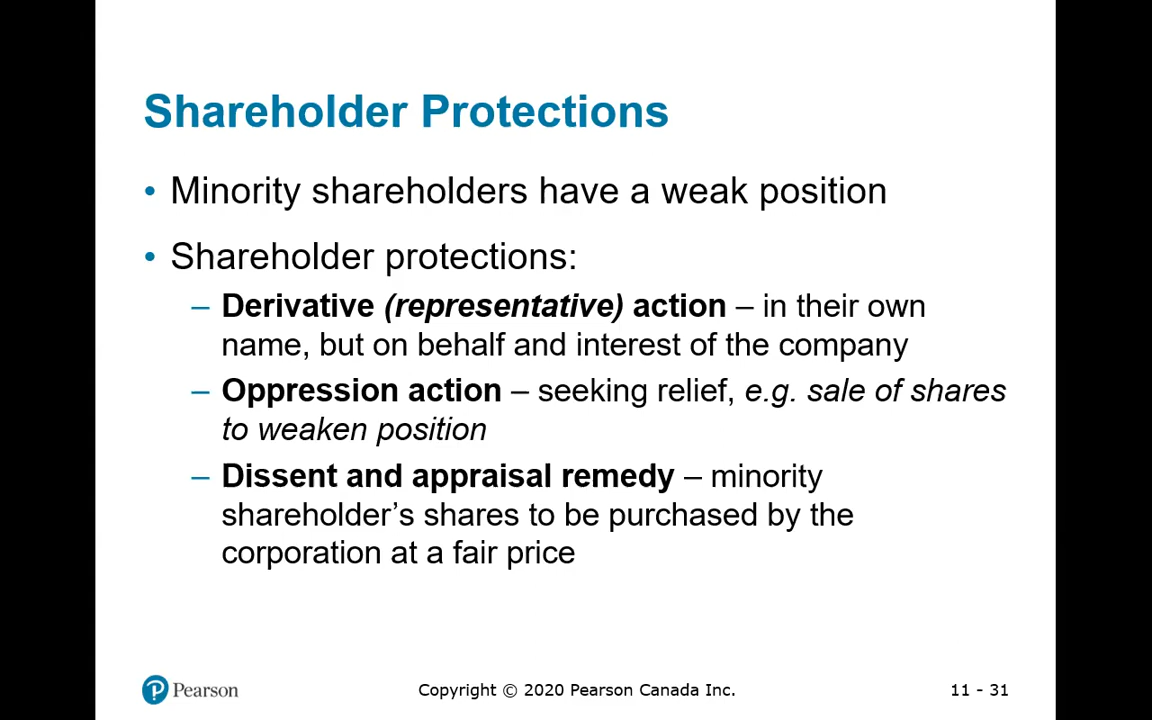 Shareholder Protections
• Minority shareholders have a weak position
• Shareholder protections:
– Derivative (representative) action – in their own
name, but on behalf and interest of the company
– Oppression action – seeking relief, e.g. sale of shares
to weaken position
– Dissent and appraisal remedy – minority
shareholder’s shares to be purchased by the
corporation at a fair price
P Pearson
Copyright © 2020 Pearson Canada Inc.
11 - 31